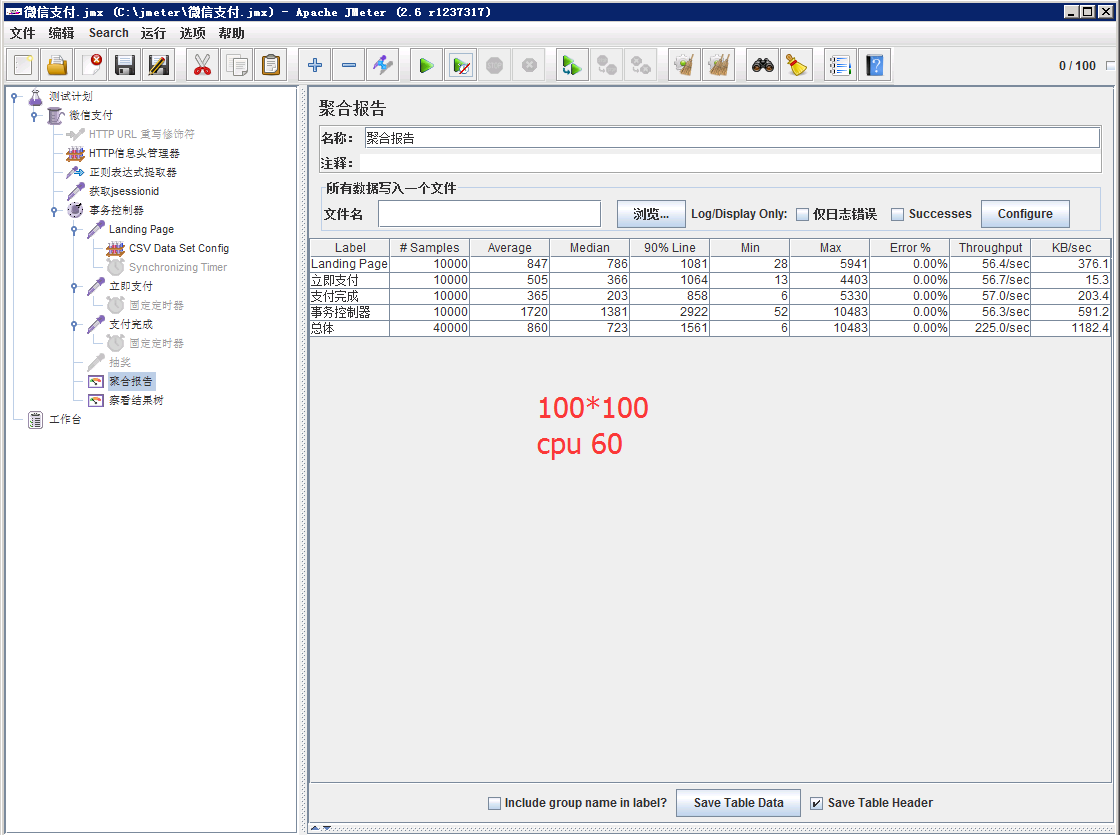 微信支付.jmx (C:\jmeter\微信支付.jmx) - Apache JMeter (2.6 r1237317)
文件 编辑 Search 运行 选项 帮助
0 / 100
测试计划
微信支付
HTTP URL 重写修饰符
HTTP信息头管理器
正则表达式提取器
获取jsessionid
事务控制器
Landing Page
CSV Data Set Config
Synchronizing Timer
立即支付
固定定时器
支付完成
固定定时器
抽奖
聚合报告
察看结果树
工作台
聚合报告
名称: 聚合报告
注释:
所有数据写入一个文件
文件名 浏览... Log/Display Only: 仅日志错误 Successes Configure
Label # Samples Average Median 90% Line Min Max Error % Throughput KB/sec
Landing Page 10000 847 786 1081 28 5941 0.00% 56.4/sec 376.1
立即支付 10000 505 366 1064 13 4403 0.00% 56.7/sec 15.3
支付完成 10000 365 203 858 6 5330 0.00% 57.0/sec 203.4
事务控制器 10000 1720 1381 2922 52 10483 0.00% 56.3/sec 591.2
总体 40000 860 723 1561 6 10483 0.00% 225.0/sec 1182.4
100*100
cpu 60
Include group name in label? Save Table Data Save Table Header